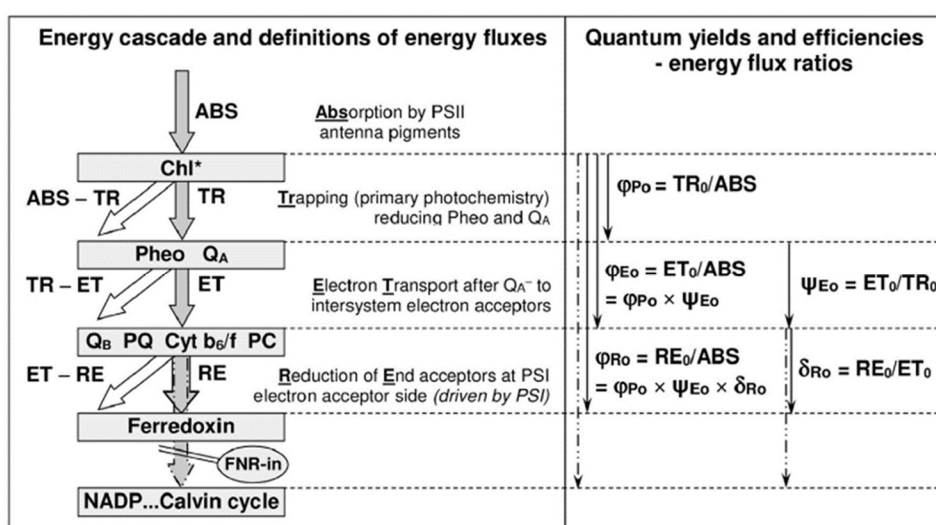 Energy cascade and definitions of energy fluxes
Quantum yields and efficiencies
- energy flux ratios
ABS
Absorption by PSII
antenna pigments
Chl*
ABS – TR
TR
Trapping (primary photochemistry)
reducing Pheo and QA
φPo = TR0/ABS
Pheo QA
TR – ET
ET
Electron Transport after QA⁻ to
intersystem electron acceptors
φEo = ET0/ABS
= φPo × ψEo
ψEo = ET0/TR0
QB PQ Cyt b6/f PC
ET – RE
RE
Reduction of End acceptors at PSI
electron acceptor side (driven by PSI)
φRo = RE0/ABS
= φPo × ψEo × δRo
δRo = RE0/ET0
Ferredoxin
FNR-in
NADP...Calvin cycle